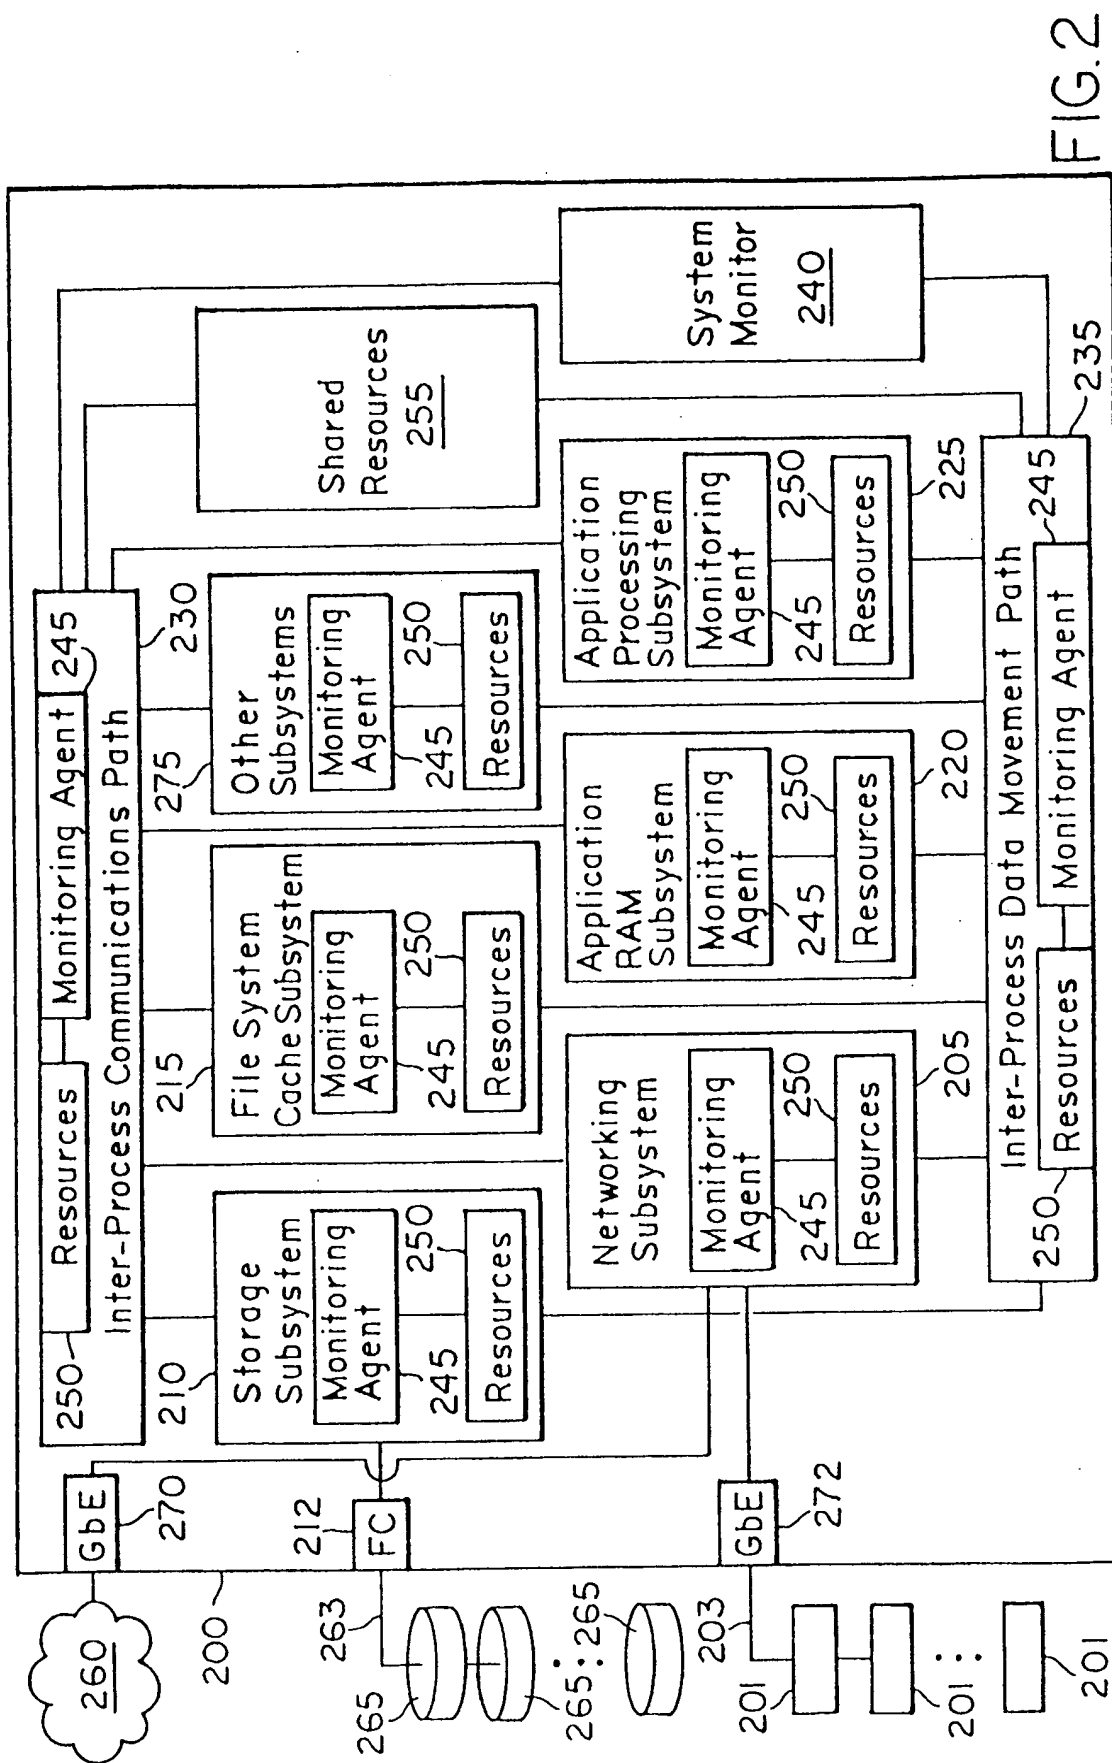 260
200
GbE
270
250
Resources
Monitoring Agent
245
Inter-Process Communications Path
230
210
Storage
Subsystem
Monitoring
Agent
245
250
Resources
215
File System
Cache Subsystem
Monitoring
Agent
245
250
Resources
275
Other
Subsystems
Monitoring
Agent
245
250
Resources
Shared
Resources
255
212
FC
263
265
265
265
GbE
272
203
201
201
201
Networking
Subsystem
Monitoring
Agent
245
250
Resources
205
Application
RAM
Subsystem
Monitoring
Agent
245
250
Resources
220
Application
Processing
Subsystem
Monitoring
Agent
245
250
Resources
225
System
Monitor
240
Inter-Process Data Movement Path
235
250
Resources
Monitoring Agent
245
FIG.2